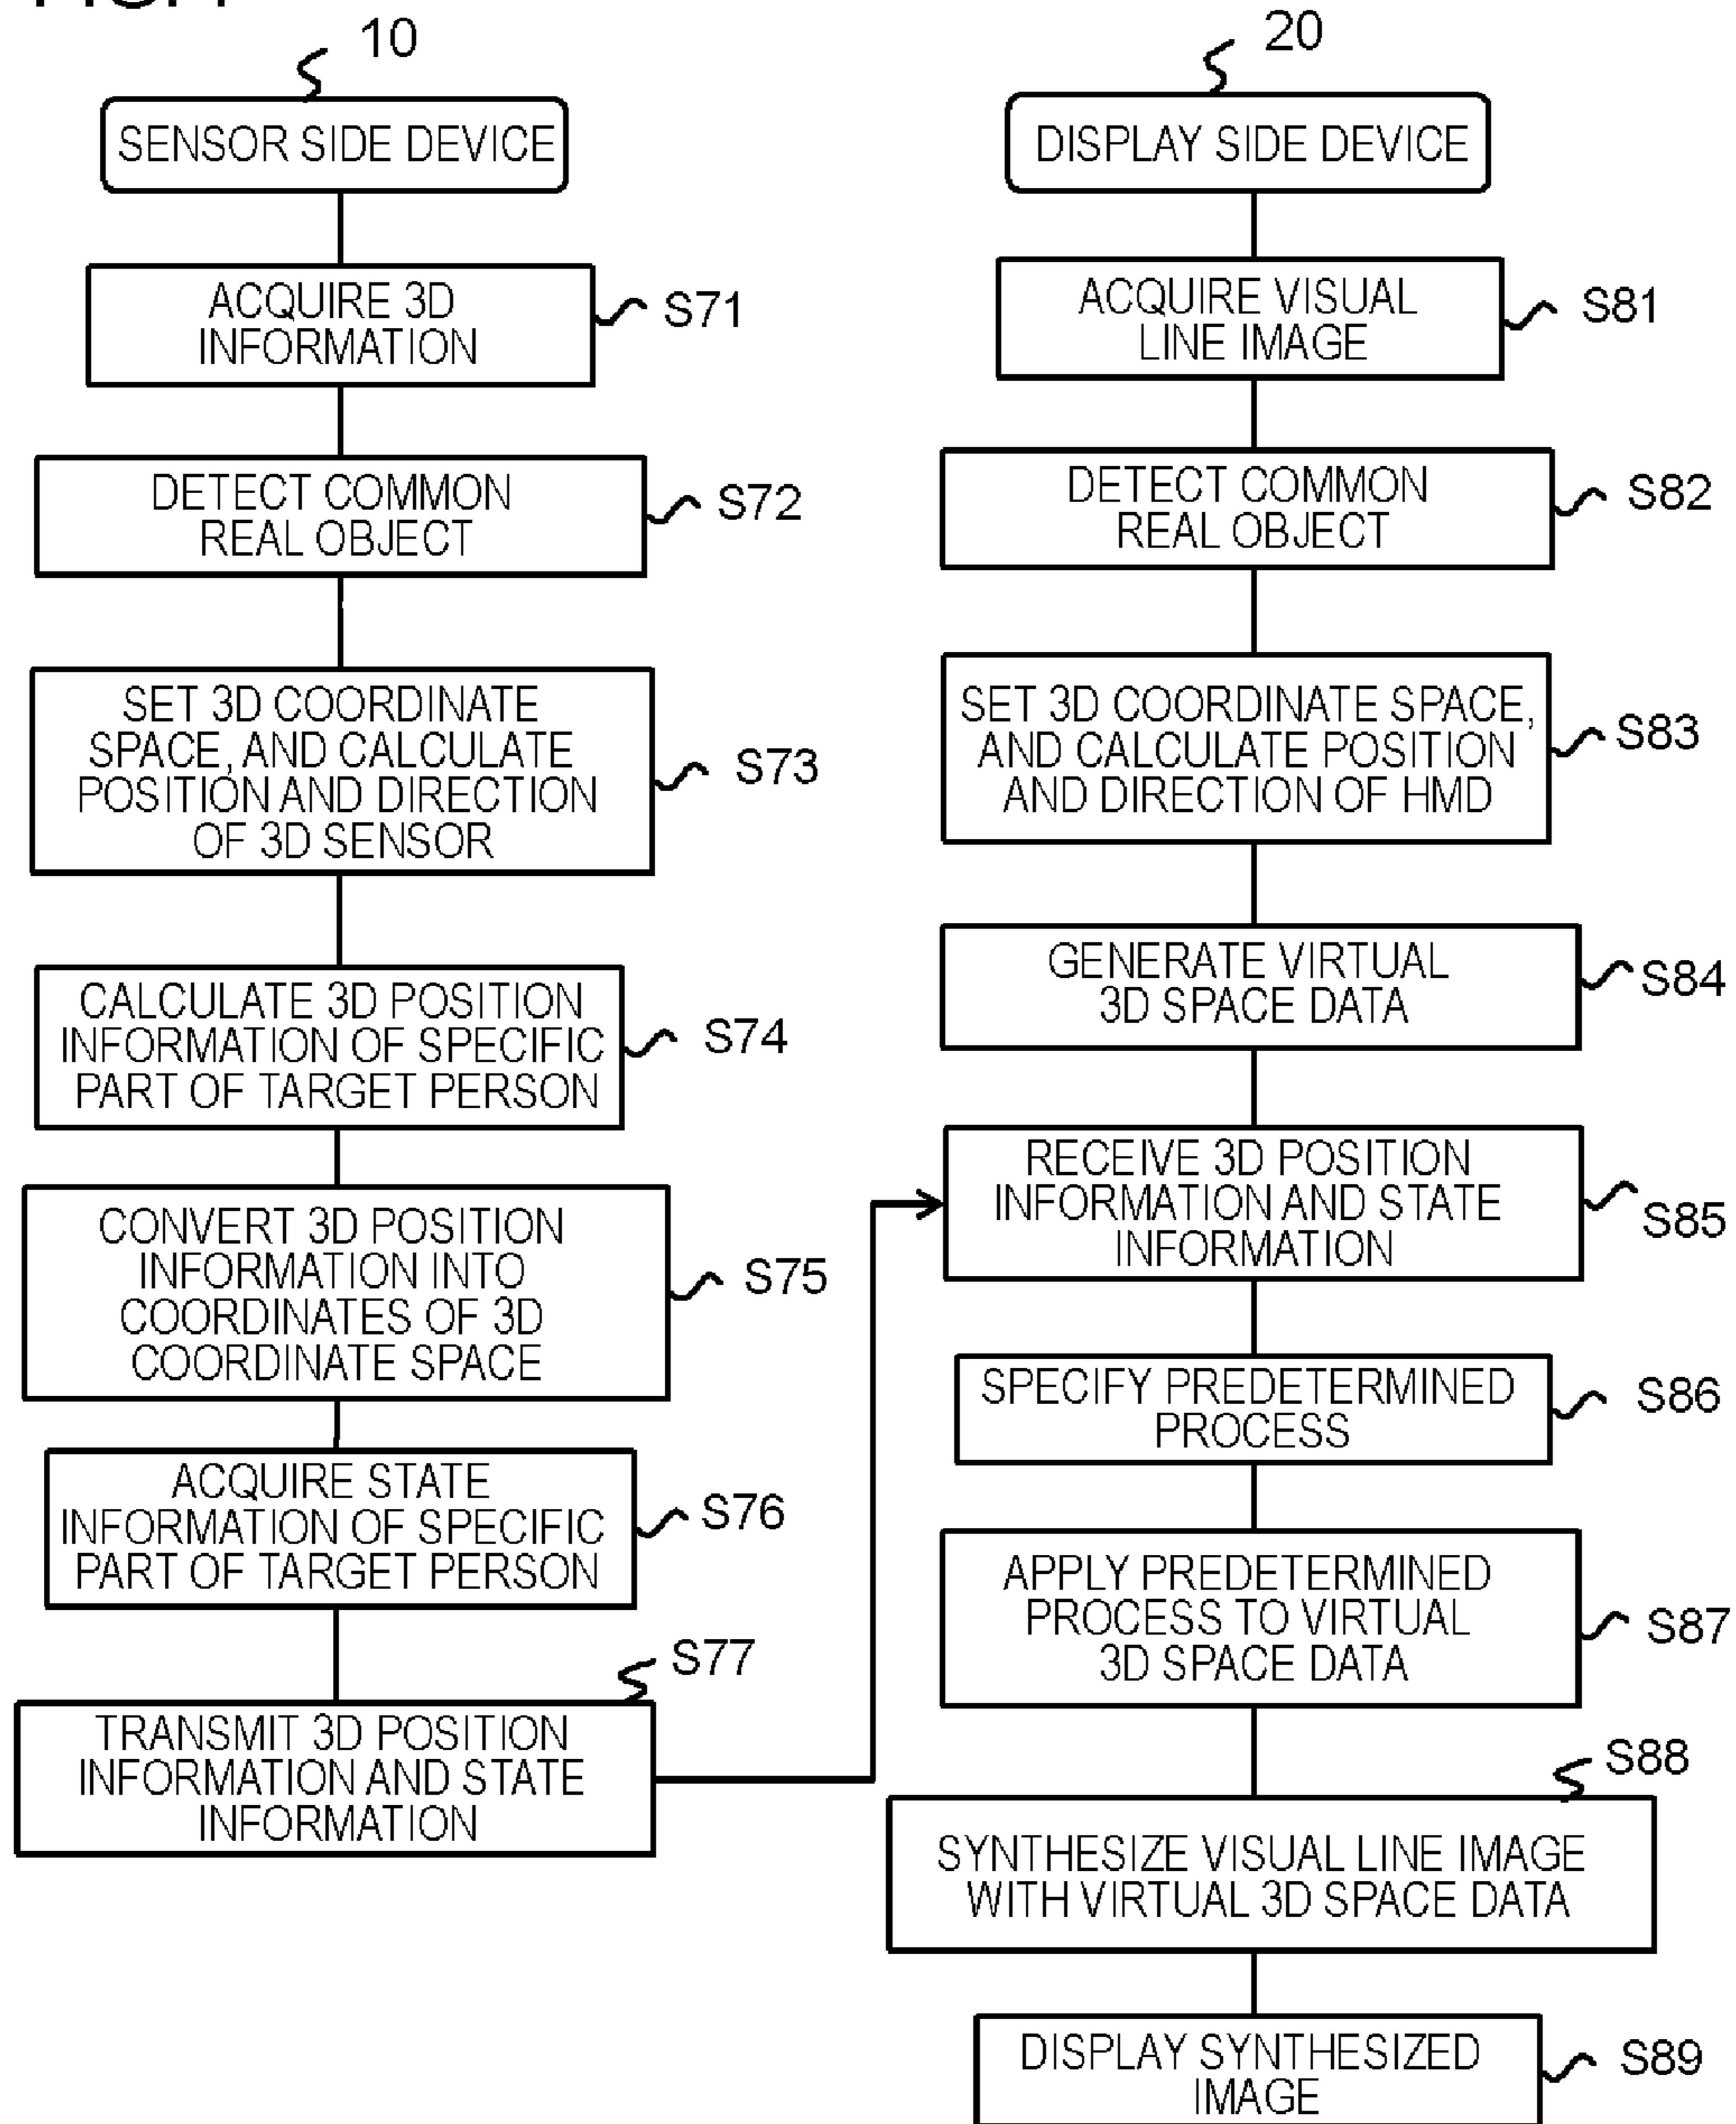 10
SENSOR SIDE DEVICE
ACQUIRE 3D
INFORMATION
S71
DETECT COMMON
REAL OBJECT
S72
SET 3D COORDINATE
SPACE, AND CALCULATE
POSITION AND DIRECTION
OF 3D SENSOR
S73
CALCULATE 3D POSITION
INFORMATION OF SPECIFIC
PART OF TARGET PERSON
S74
CONVERT 3D POSITION
INFORMATION INTO
COORDINATES OF 3D
COORDINATE SPACE
S75
ACQUIRE STATE
INFORMATION OF SPECIFIC
PART OF TARGET PERSON
S76
S77
TRANSMIT 3D POSITION
INFORMATION AND STATE
INFORMATION
20
DISPLAY SIDE DEVICE
ACQUIRE VISUAL
LINE IMAGE
S81
DETECT COMMON
REAL OBJECT
S82
SET 3D COORDINATE SPACE,
AND CALCULATE POSITION
AND DIRECTION OF HMD
S83
GENERATE VIRTUAL
3D SPACE DATA
S84
RECEIVE 3D POSITION
INFORMATION AND STATE
INFORMATION
S85
SPECIFY PREDETERMINED
PROCESS
S86
APPLY PREDETERMINED
PROCESS TO VIRTUAL
3D SPACE DATA
S87
S88
SYNTHESIZE VISUAL LINE IMAGE
WITH VIRTUAL 3D SPACE DATA
DISPLAY SYNTHESIZED
IMAGE
S89